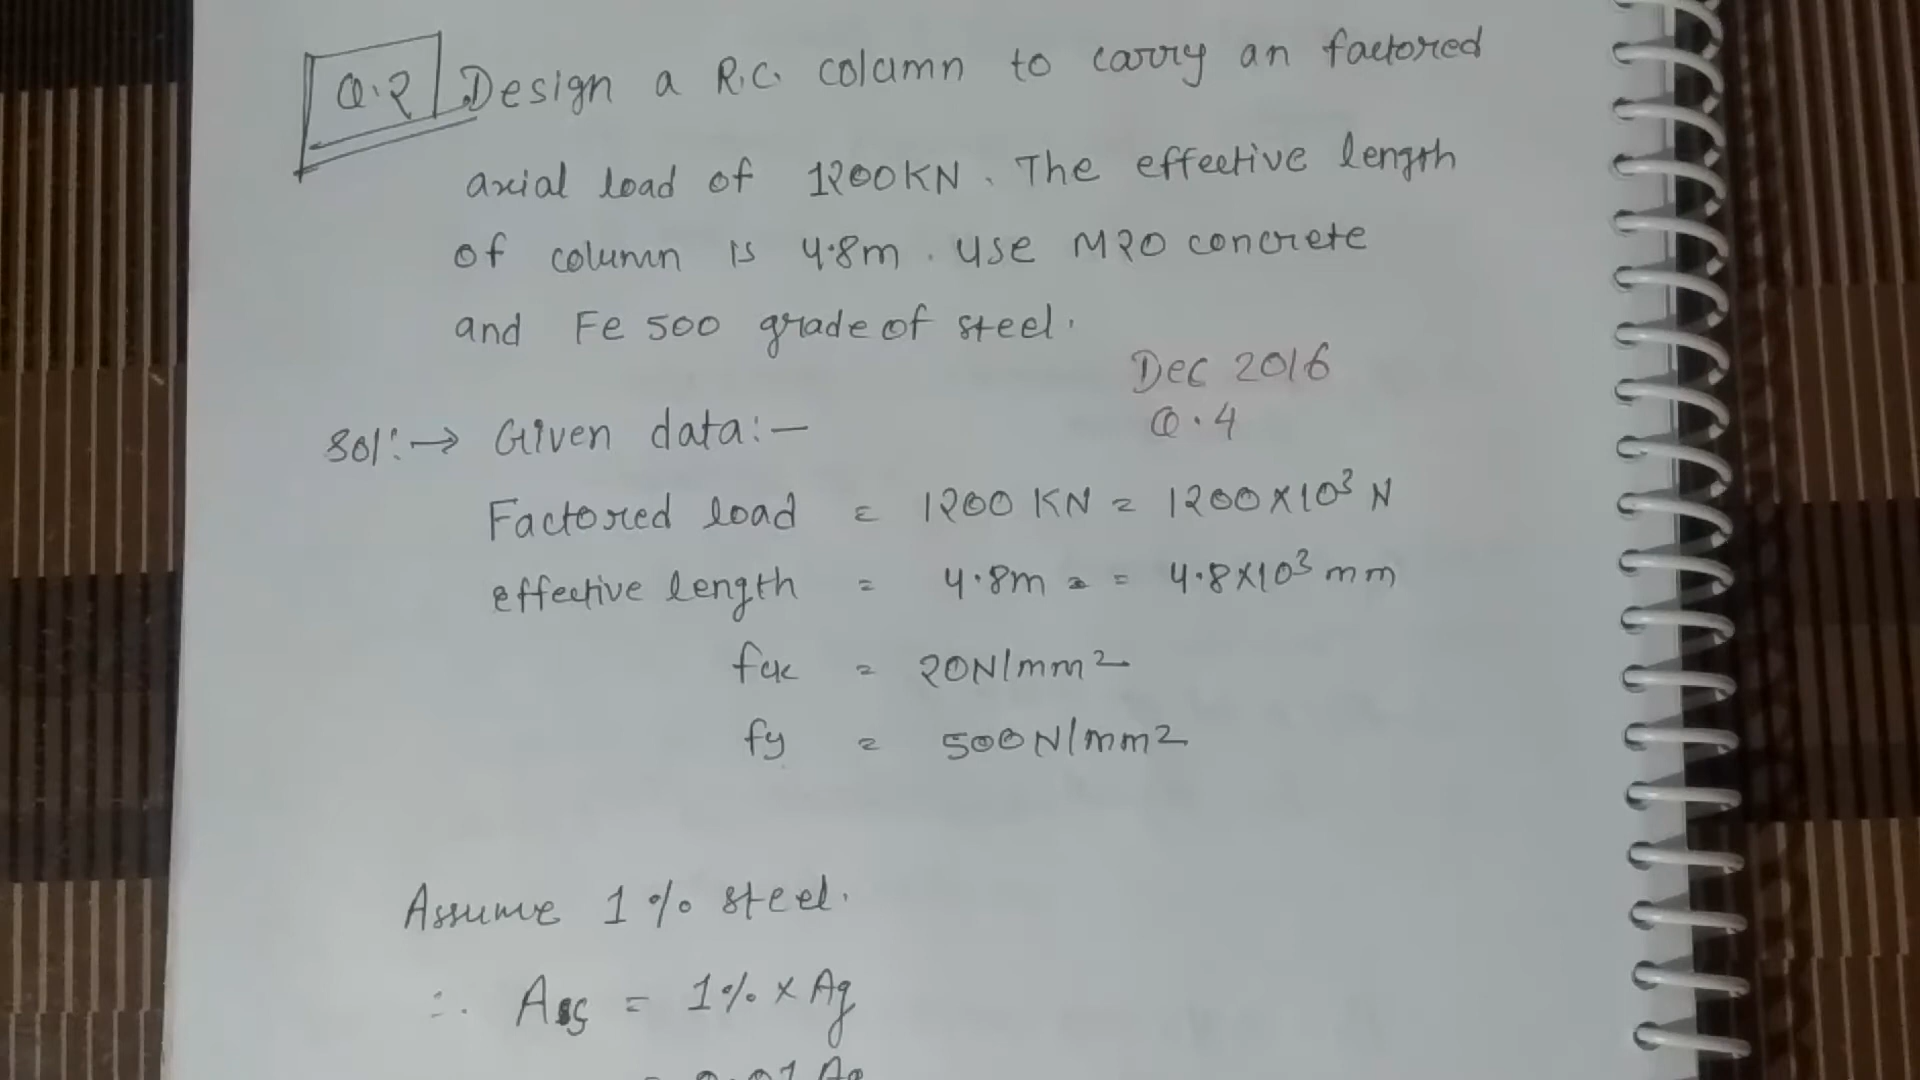 Q.2 Design a R.C. column to carry an factored
axial load of 1200KN. The effective length
of column is 4.8m. Use M20 concrete
and Fe 500 grade of steel.
Dec 2016
Q.4
Sol:→ Given data:—
Factored load = 1200 KN = 1200×10³ N
effective length = 4.8m = = 4.8×10³ mm
fck = 20N/mm²
fy = 500N/mm²
Assume 1% steel.
∴ Asc = 1% × Ag
= 0.01 Ag